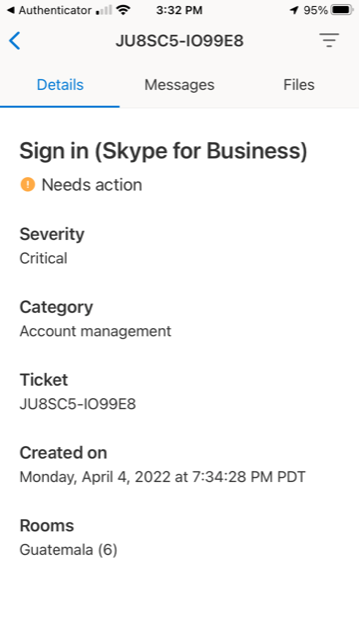 ◀ Authenticator 3:32 PM 95%
JU8SC5-IO99E8
Details Messages Files
Sign in (Skype for Business)
Needs action
Severity
Critical
Category
Account management
Ticket
JU8SC5-IO99E8
Created on
Monday, April 4, 2022 at 7:34:28 PM PDT
Rooms
Guatemala (6)